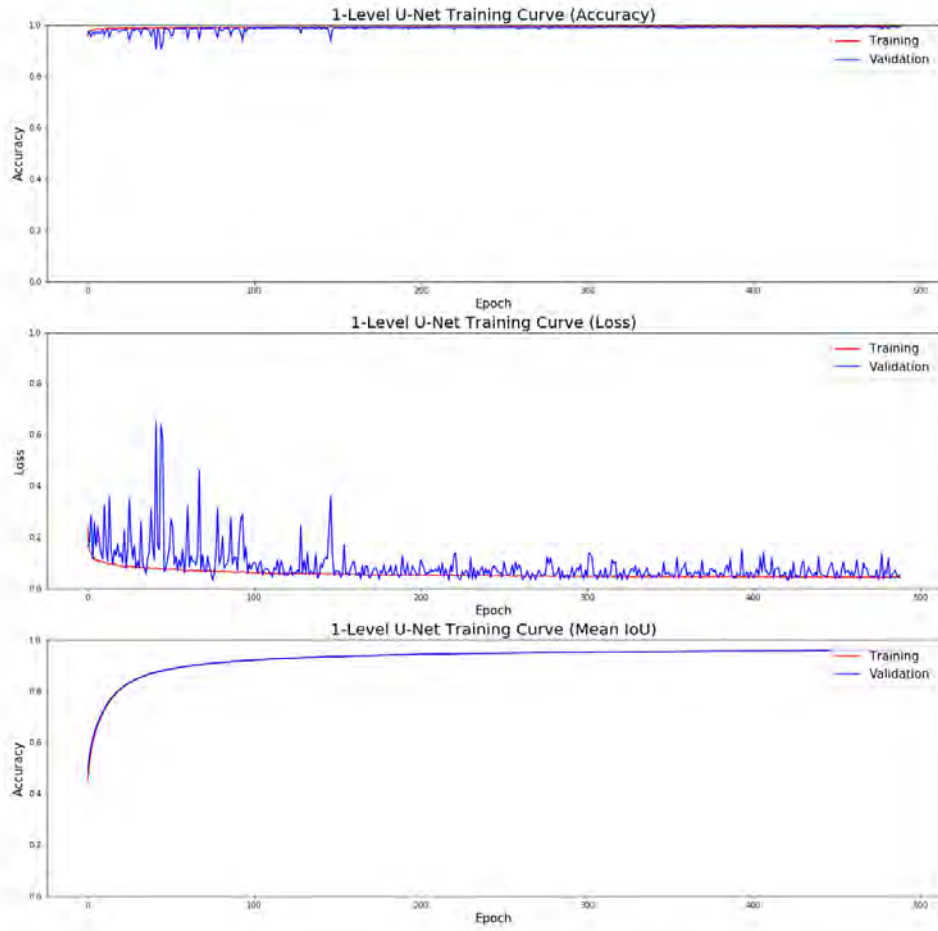 1-Level U-Net Training Curve (Accuracy)
1.0
0.8
0.6
0.4
0.2
0.0
Accuracy
Training
Validation
0
100
200
300
400
500
Epoch
1-Level U-Net Training Curve (Loss)
1.0
0.8
0.6
0.4
0.2
0.0
Loss
Training
Validation
0
100
200
300
400
500
Epoch
1-Level U-Net Training Curve (Mean IoU)
1.0
0.8
0.6
0.4
0.2
0.0
Accuracy
Training
Validation
0
100
200
300
400
500
Epoch